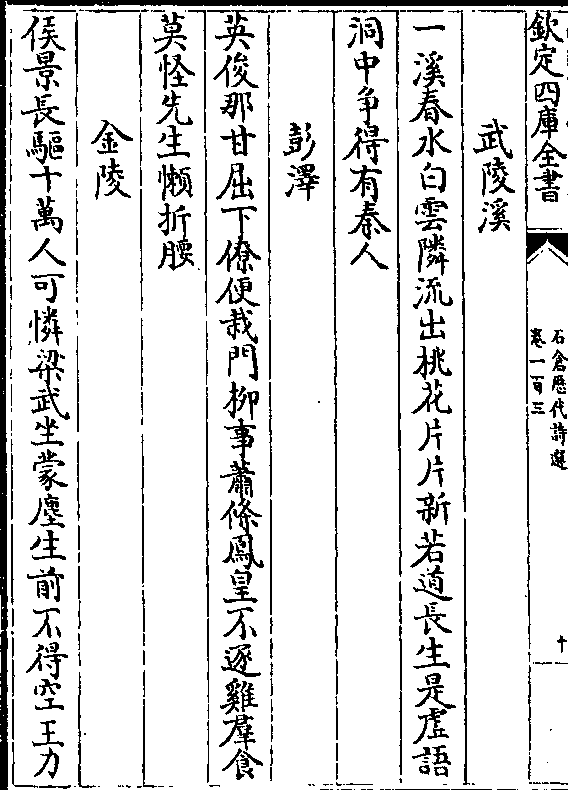 欽定四庫全書
石倉歷代詩選
卷一百三
十
武陵溪
一溪春水白雲隣流出桃花片片新若道長生是虛語
洞中爭得有秦人
彭澤
英俊那甘屈下僚便栽門柳事蕭條鳳皇不逐雞羣食
莫怪先生懶折腰
金陵
侯景長驅十萬人可憐梁武坐蒙塵生前不得空王力